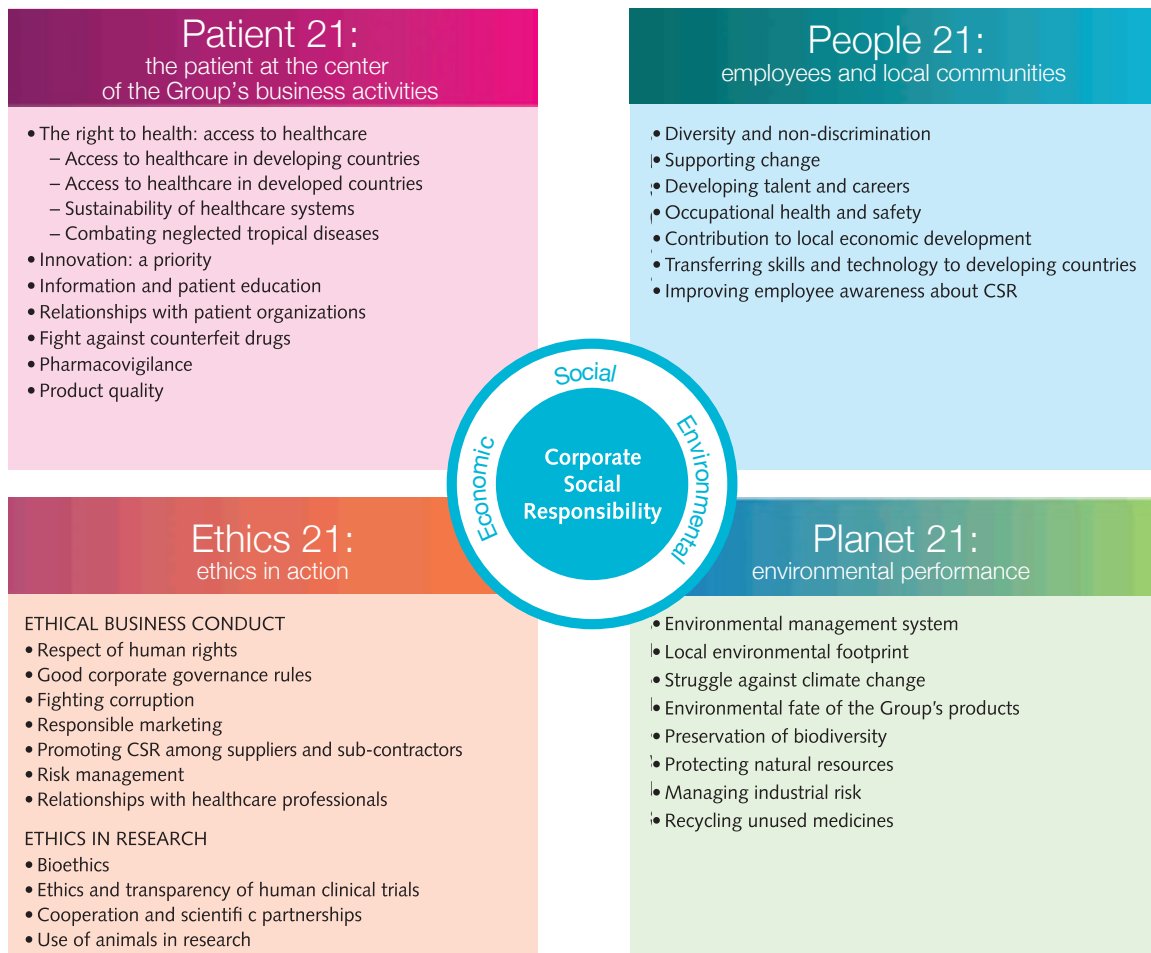 Patient 21:
the patient at the center
of the Group's business activities
• The right to health: access to healthcare
– Access to healthcare in developing countries
– Access to healthcare in developed countries
– Sustainability of healthcare systems
– Combating neglected tropical diseases
• Innovation: a priority
• Information and patient education
• Relationships with patient organizations
• Fight against counterfeit drugs
• Pharmacovigilance
• Product quality
People 21:
employees and local communities
• Diversity and non-discrimination
• Supporting change
• Developing talent and careers
• Occupational health and safety
• Contribution to local economic development
• Transferring skills and technology to developing countries
• Improving employee awareness about CSR
Social
Economic
Environmental
Corporate
Social
Responsibility
Ethics 21:
ethics in action
ETHICAL BUSINESS CONDUCT
• Respect of human rights
• Good corporate governance rules
• Fighting corruption
• Responsible marketing
• Promoting CSR among suppliers and sub-contractors
• Risk management
• Relationships with healthcare professionals
ETHICS IN RESEARCH
• Bioethics
• Ethics and transparency of human clinical trials
• Cooperation and scientifi c partnerships
• Use of animals in research
Planet 21:
environmental performance
• Environmental management system
• Local environmental footprint
• Struggle against climate change
• Environmental fate of the Group's products
• Preservation of biodiversity
• Protecting natural resources
• Managing industrial risk
• Recycling unused medicines